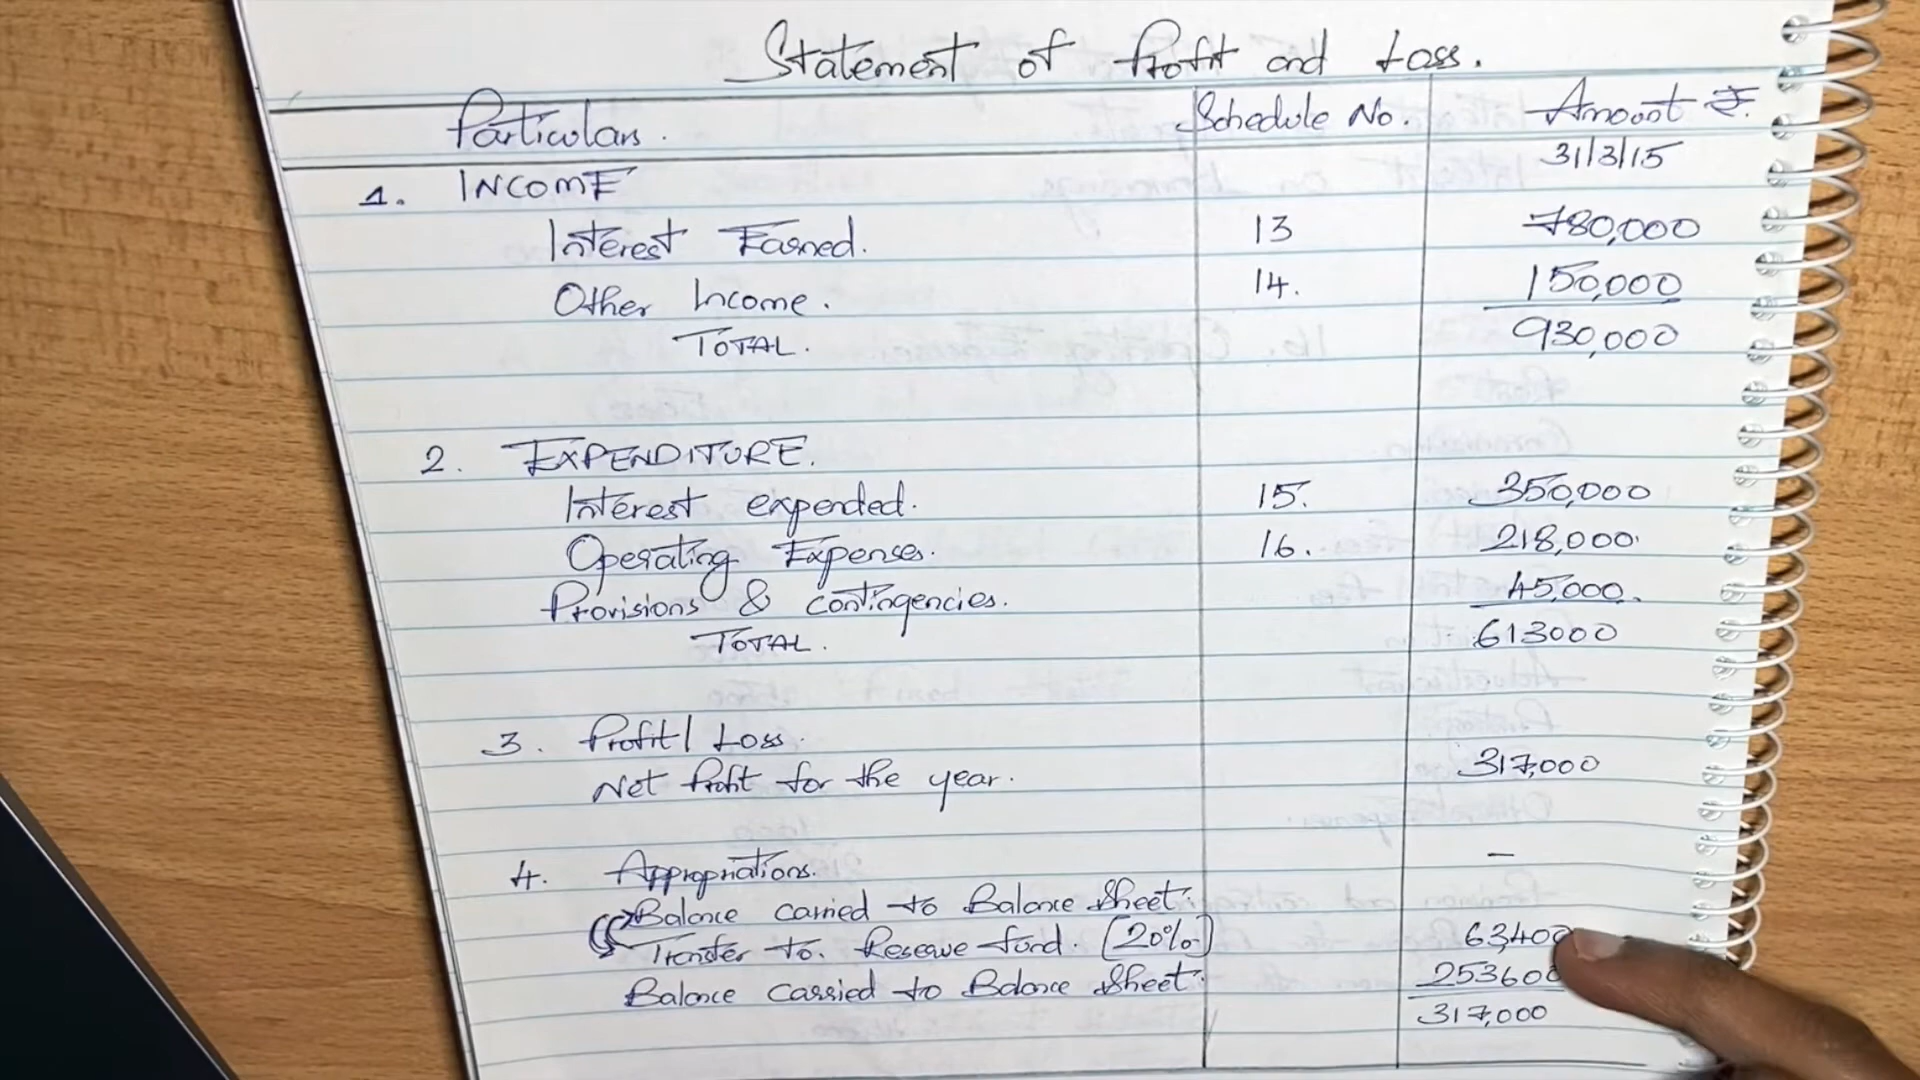 Statement of Profit and Loss.
Particulars. Schedule No. Amount ₹.
31/3/15
1. INCOME
Interest Earned. 13 780,000
Other Income. 14. 150,000
TOTAL. 930,000
2. EXPENDITURE.
Interest expended. 15. 350,000
Operating Expenses. 16. 218,000
Provisions & contingencies. 45,000.
TOTAL. 613000
3. Profit/Loss.
Net Profit for the year. 317,000
4. Appropriations. —
Balance carried to Balance Sheet.
Transfer to. Reserve fund. [20%] 63,400
Balance carried to Balance Sheet. 253600
317,000